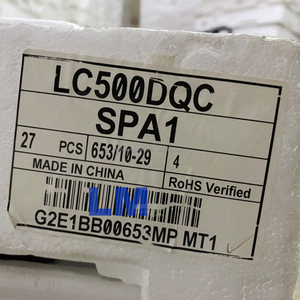 LC500DQC
SPA1
27 PCS 653/10-29 4
MADE IN CHINA RoHS Verified
LM
G2E1BB00653MP MT1